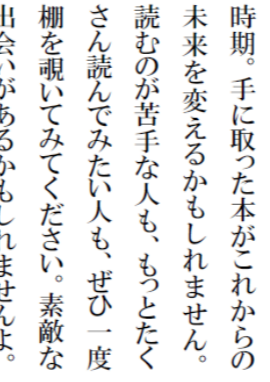 時期。手に取った本がこれからの
未来を変えるかもしれません。
読むのが苦手な人も、もっとたく
さん読んでみたい人も、ぜひ一度
棚を覗いてみてください。素敵な
出会いがあるかもしれませんよ。